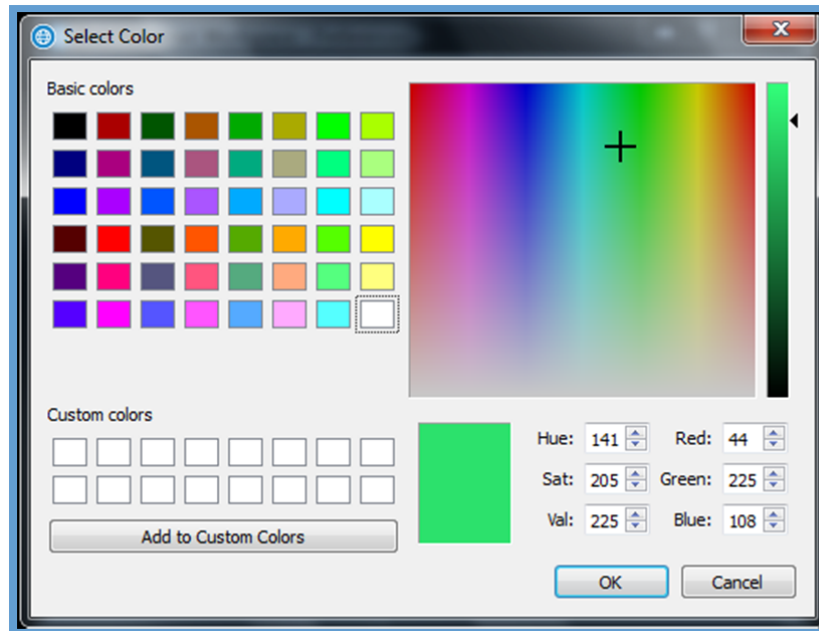 Select Color
Basic colors
Custom colors
Add to Custom Colors
Hue: 141 Red: 44
Sat: 205 Green: 225
Val: 225 Blue: 108
OK Cancel